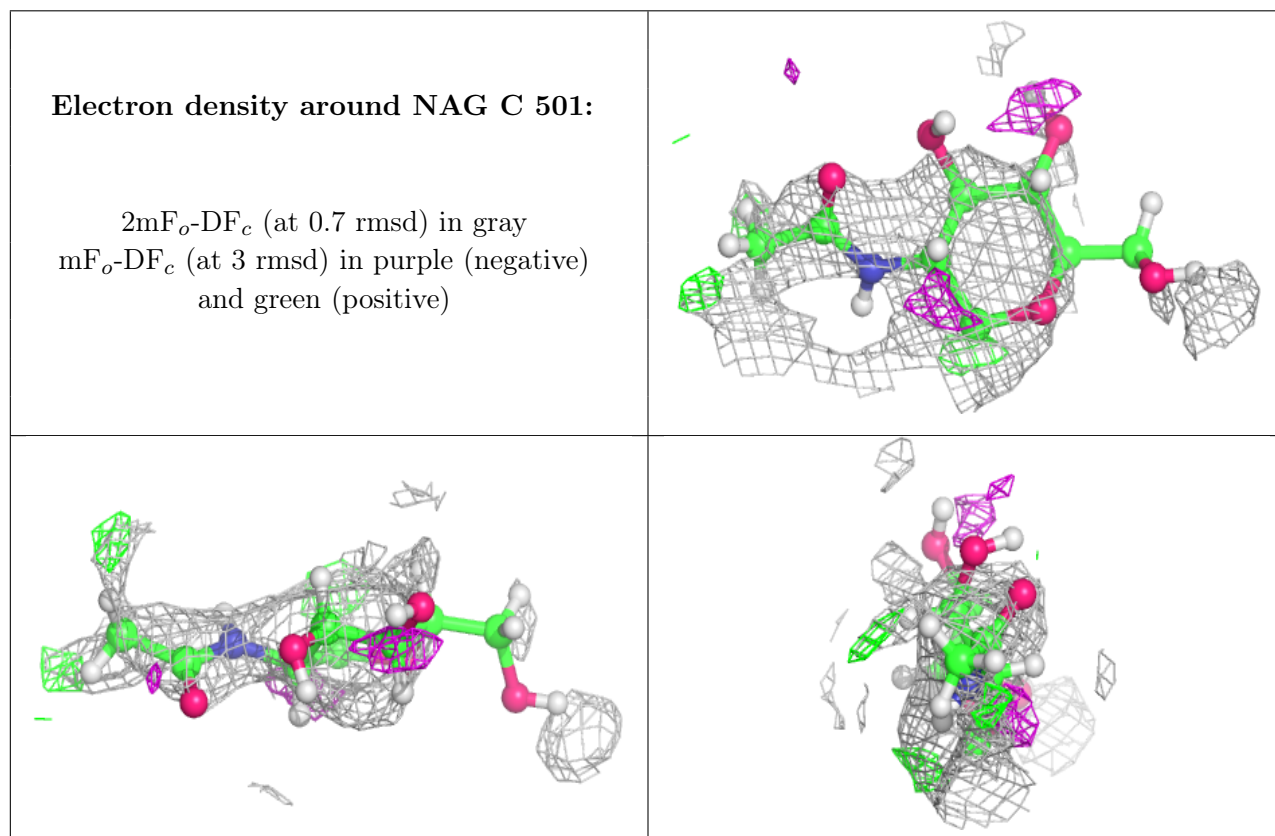 Electron density around NAG C 501:
2mFo-DFc (at 0.7 rmsd) in gray
mFo-DFc (at 3 rmsd) in purple (negative)
and green (positive)